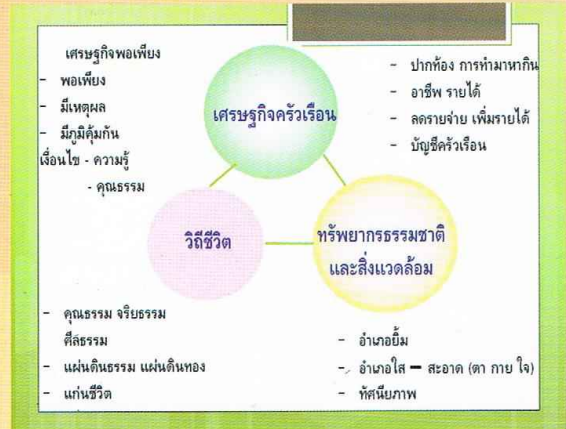 เศรษฐกิจพอเพียง
- พอเพียง
- มีเหตุผล
- มีภูมิคุ้มกัน
เงื่อนไข - ความรู้
- คุณธรรม
- ปากท้อง การทำมาหากิน
- อาชีพ รายได้
- ลดรายจ่าย เพิ่มรายได้
- บัญชีครัวเรือน
เศรษฐกิจครัวเรือน
วิถีชีวิต
ทรัพยากรธรรมชาติ
และสิ่งแวดล้อม
- คุณธรรม จริยธรรม
ศีลธรรม
- แผ่นดินธรรม แผ่นดินทอง
- แก่นชีวิต
- อำเภอยิ้ม
- อำเภอใส – สะอาด (ตา กาย ใจ)
- ทัศนียภาพ